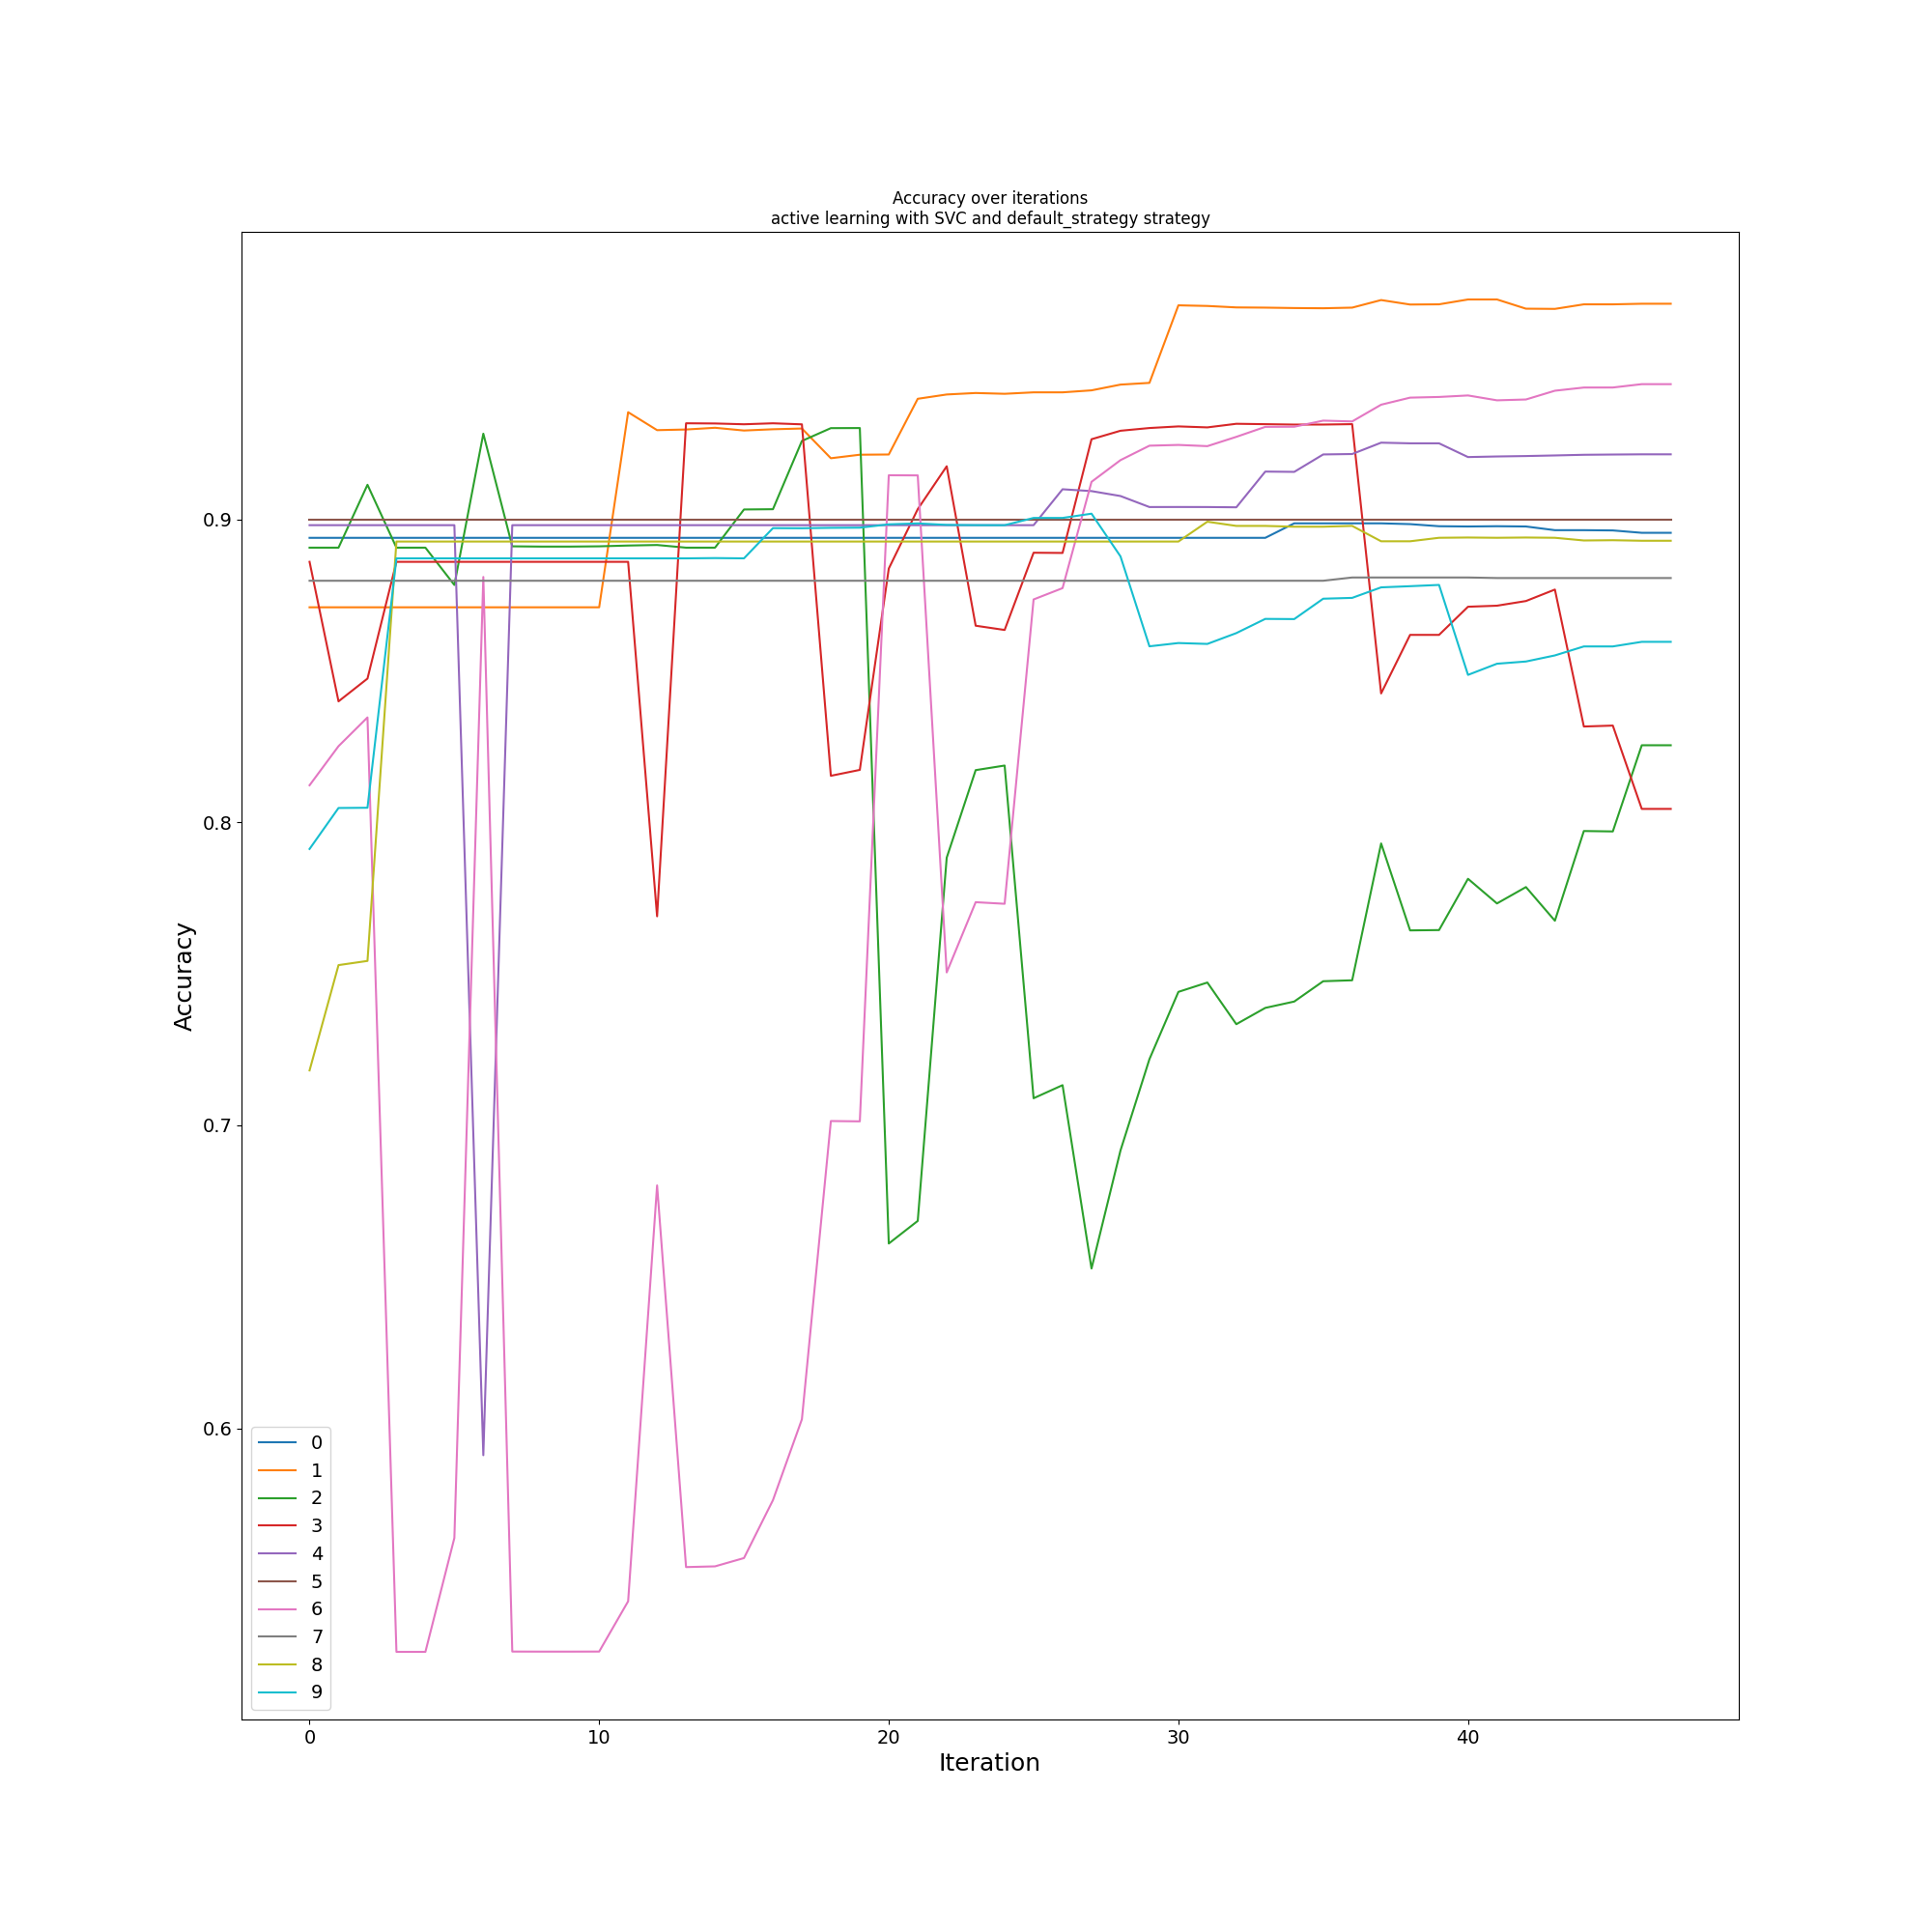 Accuracy over iterations
active learning with SVC and default_strategy strategy
0.9
0.8
0.7
0.6
Accuracy
0
1
2
3
4
5
6
7
8
9
0 10 20 30 40
Iteration